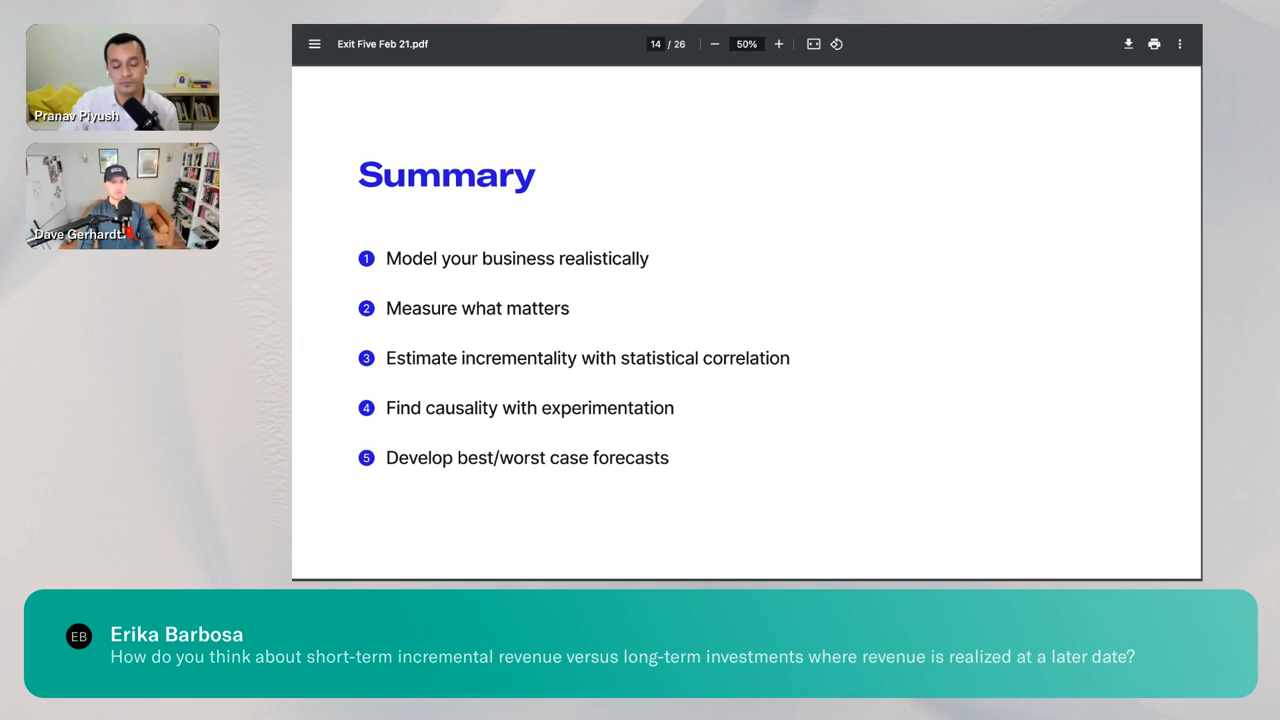 Pranav Piyush
Dave Gerhardt
Exit Five Feb 21.pdf
14 / 26
50%
Summary
1 Model your business realistically
2 Measure what matters
3 Estimate incrementality with statistical correlation
4 Find causality with experimentation
5 Develop best/worst case forecasts
EB
Erika Barbosa
How do you think about short-term incremental revenue versus long-term investments where revenue is realized at a later date?